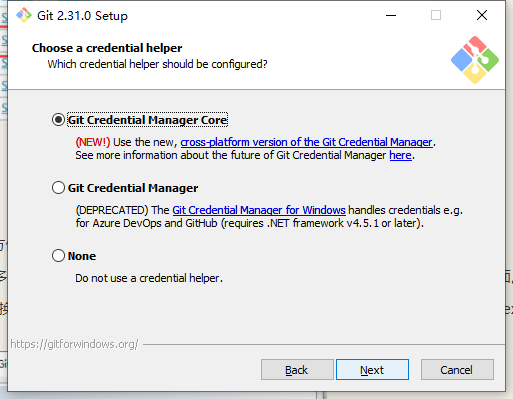 Git 2.31.0 Setup
Choose a credential helper
Which credential helper should be configured?
Git Credential Manager Core
(NEW!) Use the new, cross-platform version of the Git Credential Manager.
See more information about the future of Git Credential Manager here.
Git Credential Manager
(DEPRECATED) The Git Credential Manager for Windows handles credentials e.g.
for Azure DevOps and GitHub (requires .NET framework v4.5.1 or later).
None
Do not use a credential helper.
https://gitforwindows.org/
Back
Next
Cancel